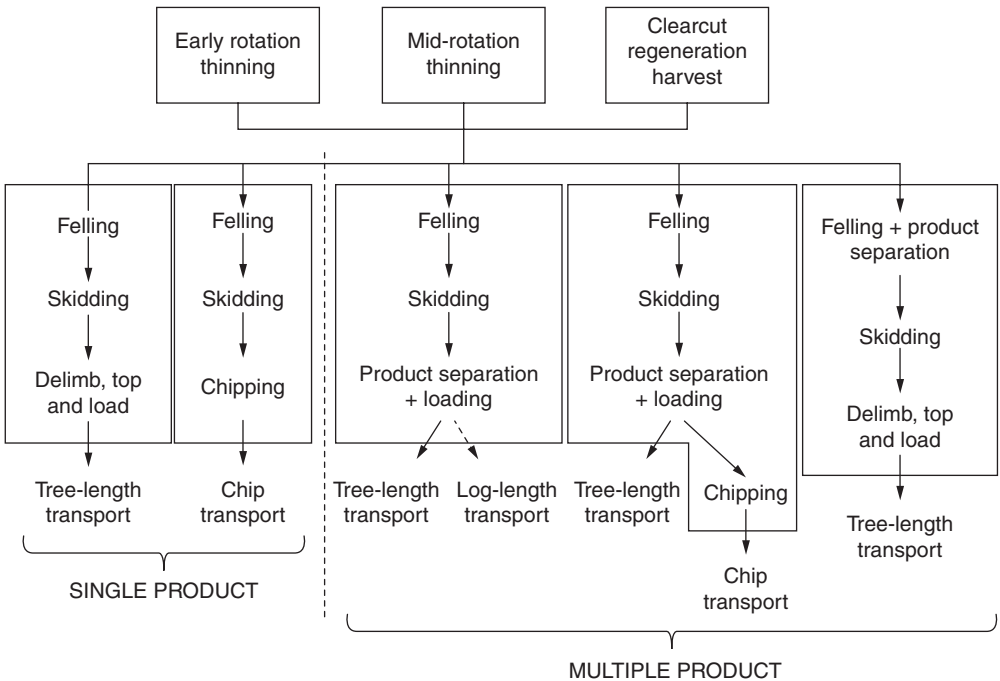 Early rotation
thinning
Mid-rotation
thinning
Clearcut
regeneration
harvest
Felling
Skidding
Delimb, top
and load
Tree-length
transport
Felling
Skidding
Chipping
Chip
transport
SINGLE PRODUCT
Felling
Skidding
Product separation
+ loading
Tree-length
transport
Log-length
transport
Felling
Skidding
Product separation
+ loading
Tree-length
transport
Chipping
Chip
transport
Felling + product
separation
Skidding
Delimb, top
and load
Tree-length
transport
MULTIPLE PRODUCT